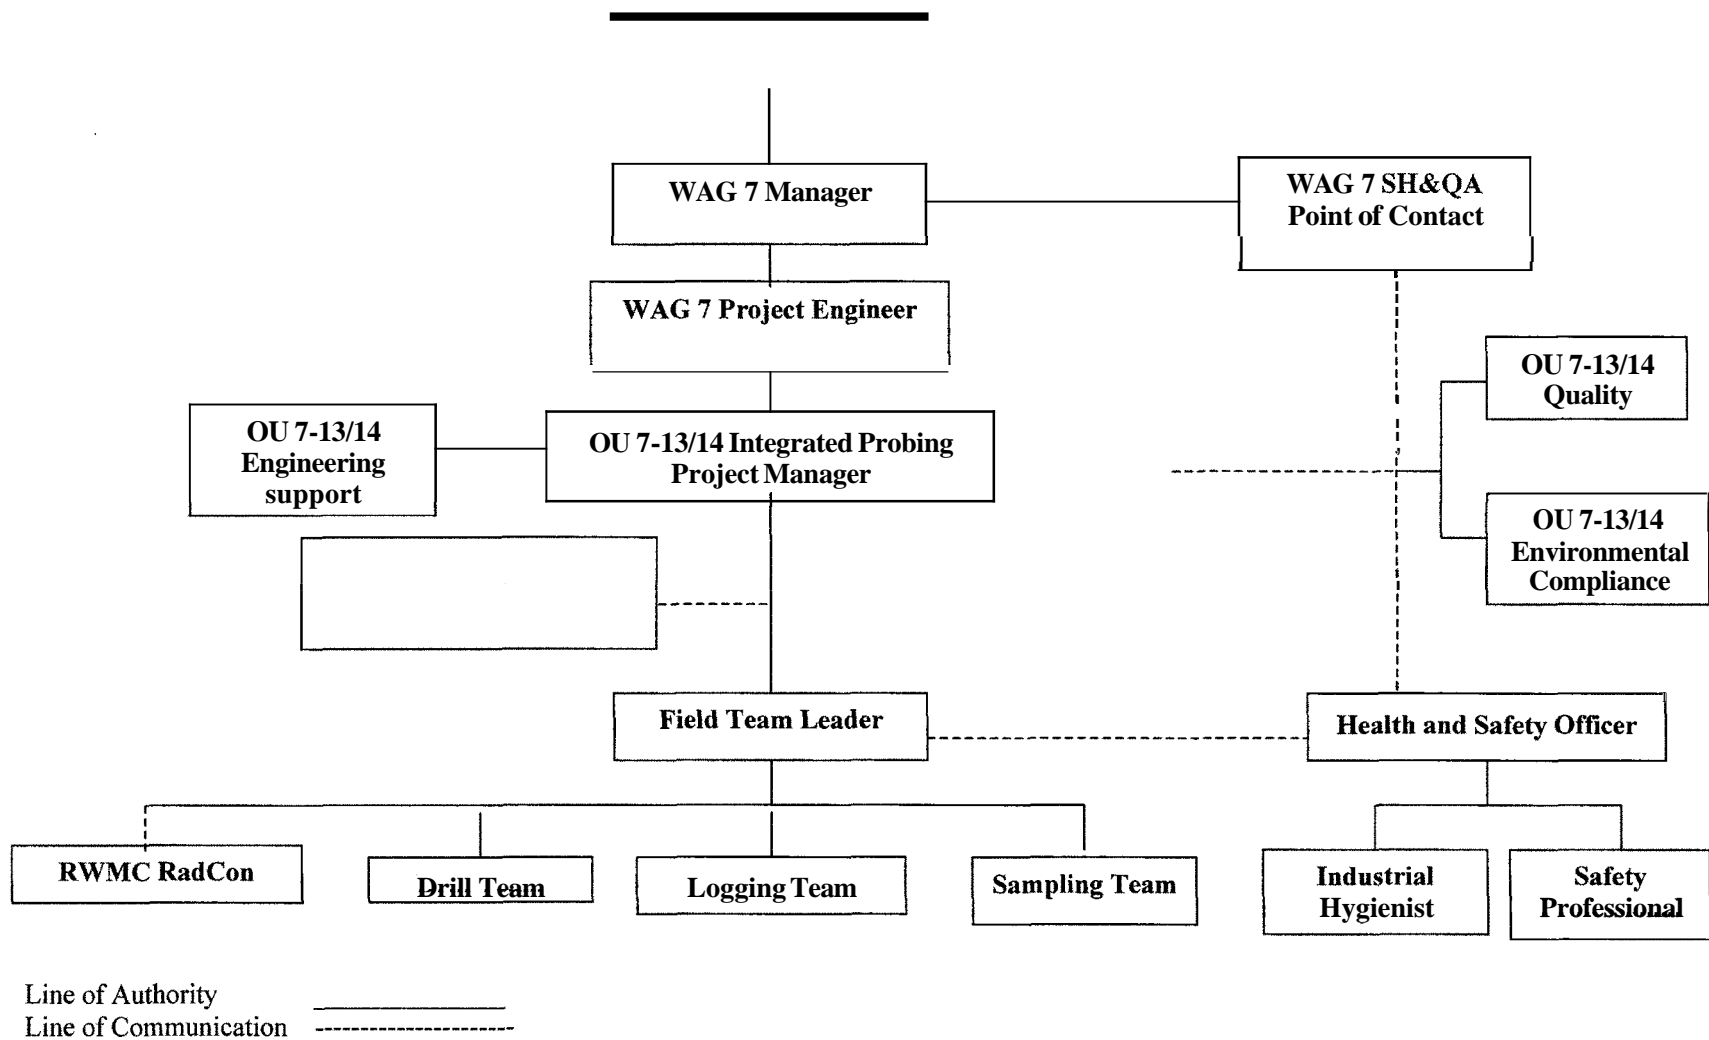 WAG 7 Manager
WAG 7 SH&QA
Point of Contact
WAG 7 Project Engineer
OU 7-13/14
Quality
OU 7-13/14
Engineering
support
OU 7-13/14 Integrated Probing
Project Manager
OU 7-13/14
Environmental
Compliance
Field Team Leader
Health and Safety Officer
RWMC RadCon
Drill Team
Logging Team
Sampling Team
Industrial
Hygienist
Safety
Professional
Line of Authority
Line of Communication